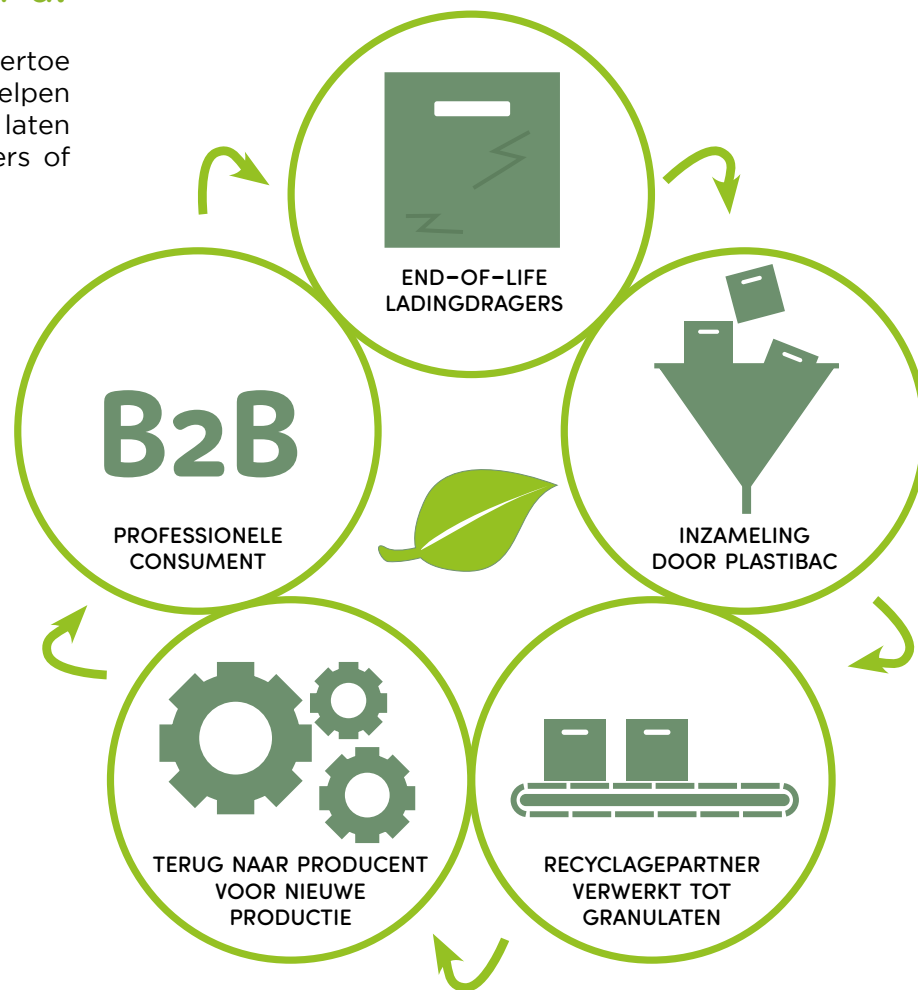 elpen
laten
ers of
END-OF-LIFE
LADINGDRAGERS
INZAMELING
DOOR PLASTIBAC
RECYCLAGEPARTNER
VERWERKT TOT
GRANULATEN
TERUG NAAR PRODUCENT
VOOR NIEUWE
PRODUCTIE
B2B
PROFESSIONELE
CONSUMENT